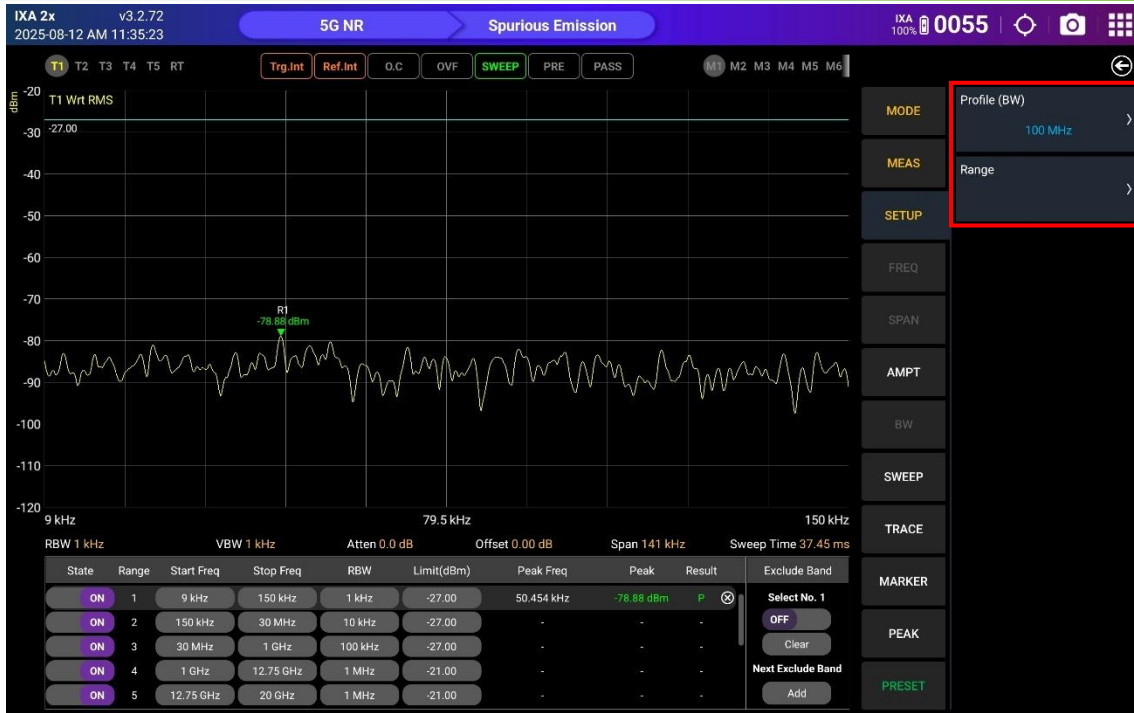 IXA 2x v3.2.72
2025-08-12 AM 11:35:23
5G NR
Spurious Emission
IXA
100%
0055
T1 T2 T3 T4 T5 RT
Trg.Int Ref.Int O.C OVF SWEEP PRE PASS
M1 M2 M3 M4 M5 M6
dBm
-20
T1 Wrt RMS
-27.00
-30
-40
-50
-60
-70
R1
-78.88 dBm
-80
-90
-100
-110
-120
9 kHz 79.5 kHz 150 kHz
RBW 1 kHz VBW 1 kHz Atten 0.0 dB Offset 0.00 dB Span 141 kHz Sweep Time 37.45 ms
State Range Start Freq Stop Freq RBW Limit(dBm) Peak Freq Peak Result Exclude Band
ON 1 9 kHz 150 kHz 1 kHz -27.00 50.454 kHz -78.88 dBm P
ON 2 150 kHz 30 MHz 10 kHz -27.00 - - -
ON 3 30 MHz 1 GHz 100 kHz -27.00 - - -
ON 4 1 GHz 12.75 GHz 1 MHz -21.00 - - -
ON 5 12.75 GHz 20 GHz 1 MHz -21.00 - - -
Select No. 1
OFF
Clear
Next Exclude Band
Add
MODE
MEAS
SETUP
FREQ
SPAN
AMPT
BW
SWEEP
TRACE
MARKER
PEAK
PRESET
Profile (BW)
100 MHz
Range